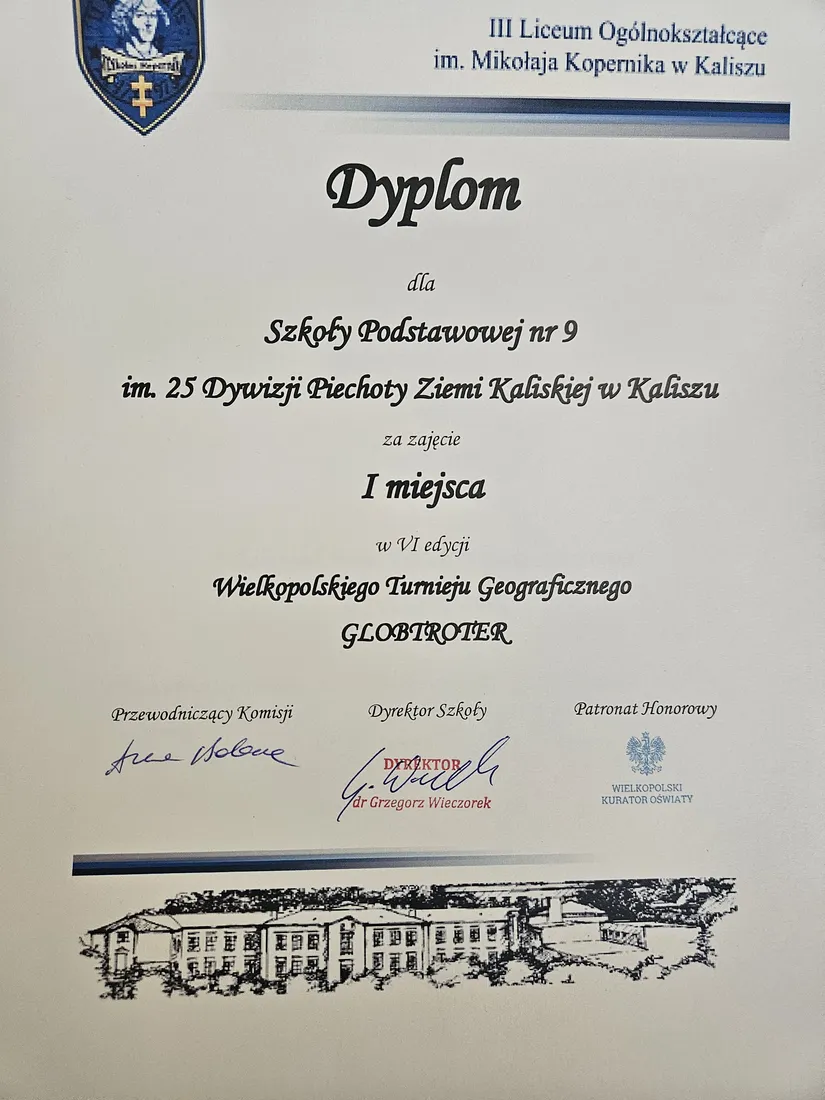 III Liceum Ogólnokształcące
im. Mikołaja Kopernika w Kaliszu
Dyplom
dla
Szkoły Podstawowej nr 9
im. 25 Dywizji Piechoty Ziemi Kaliskiej w Kaliszu
za zajęcie
I miejsca
w VI edycji
Wielkopolskiego Turnieju Geograficznego
GLOBTROTER
Przewodniczący Komisji
Dyrektor Szkoły
Patronat Honorowy
DYREKTOR
dr Grzegorz Wieczorek
WIELKOPOLSKI
KURATOR OŚWIATY